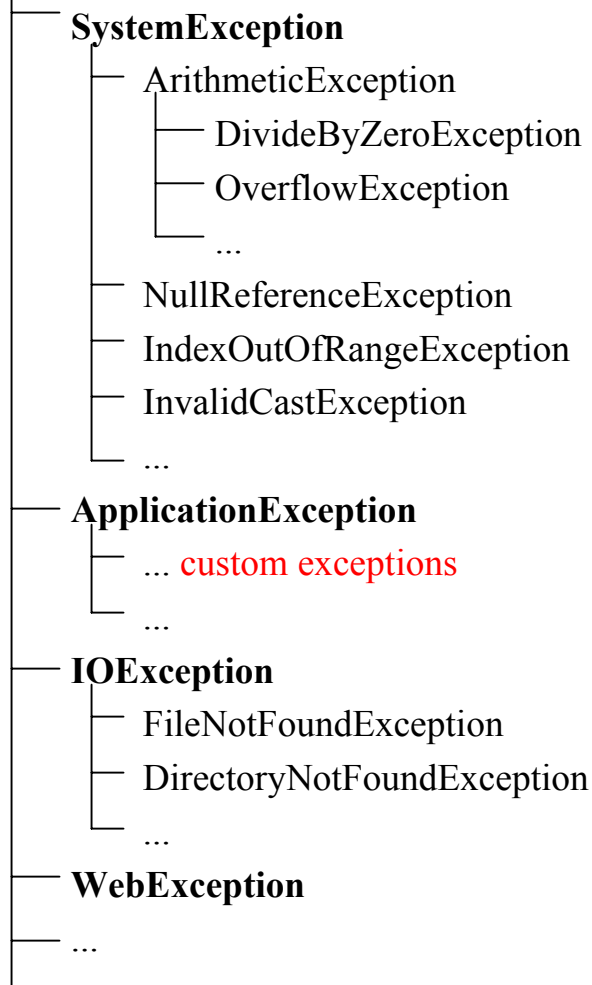 SystemException
ArithmeticException
DivideByZeroException
OverflowException
...
NullReferenceException
IndexOutOfRangeException
InvalidCastException
...
ApplicationException
... custom exceptions
...
IOException
FileNotFoundException
DirectoryNotFoundException
...
WebException
...